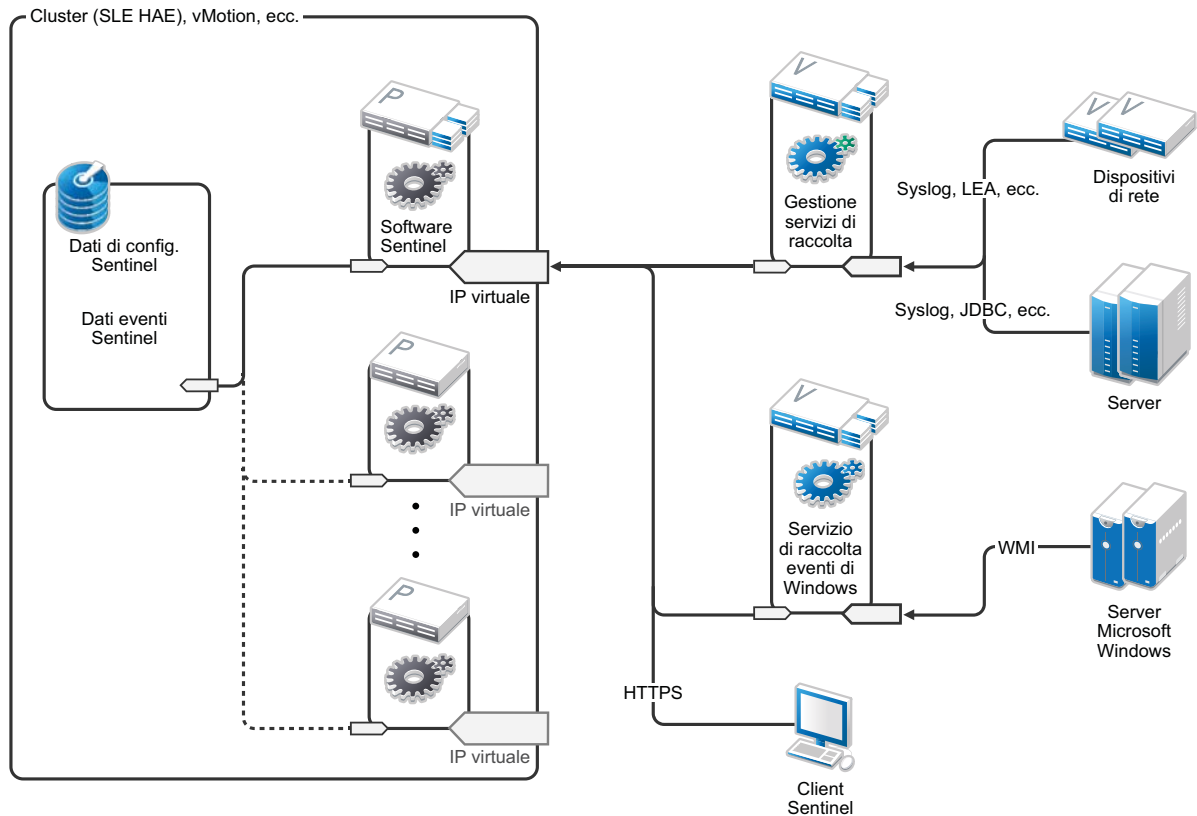 Cluster (SLE HAE), vMotion, ecc.
P
Software
Sentinel
IP virtuale
Dati di config.
Sentinel
Dati eventi
Sentinel
P
IP virtuale
P
IP virtuale
V
Gestione
servizi di
raccolta
Syslog, LEA, ecc.
V
V
Dispositivi
di rete
Syslog, JDBC, ecc.
Server
V
Servizio
di raccolta
eventi di
Windows
WMI
Server
Microsoft
Windows
HTTPS
Client
Sentinel